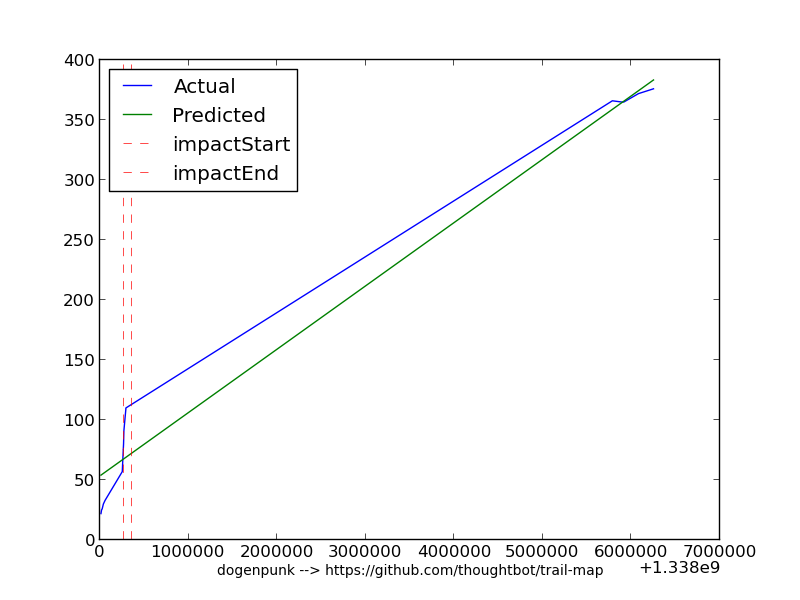 400
350
300
250
200
150
100
50
0
Actual
Predicted
impactStart
impactEnd
0 1000000 2000000 3000000 4000000 5000000 6000000 7000000
+1.338e9
dogenpunk --> https://github.com/thoughtbot/trail-map